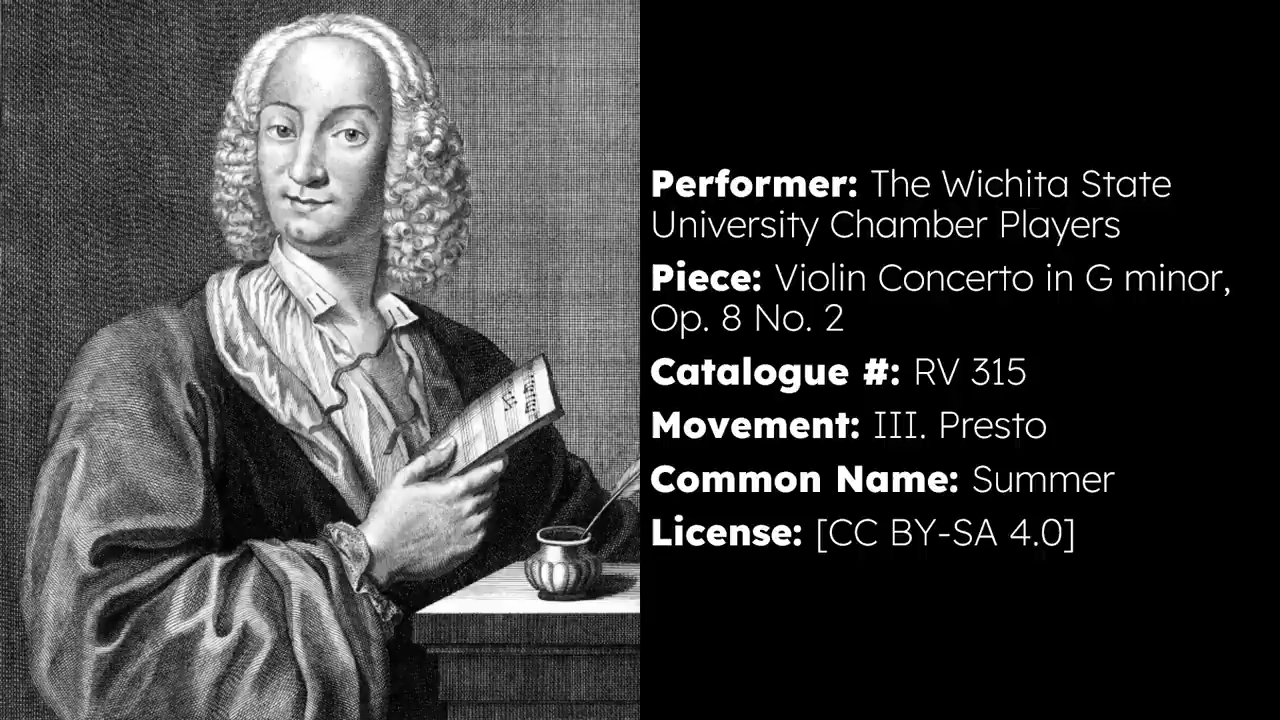 Performer: The Wichita State
University Chamber Players
Piece: Violin Concerto in G minor,
Op. 8 No. 2
Catalogue #: RV 315
Movement: III. Presto
Common Name: Summer
License: [CC BY-SA 4.0]